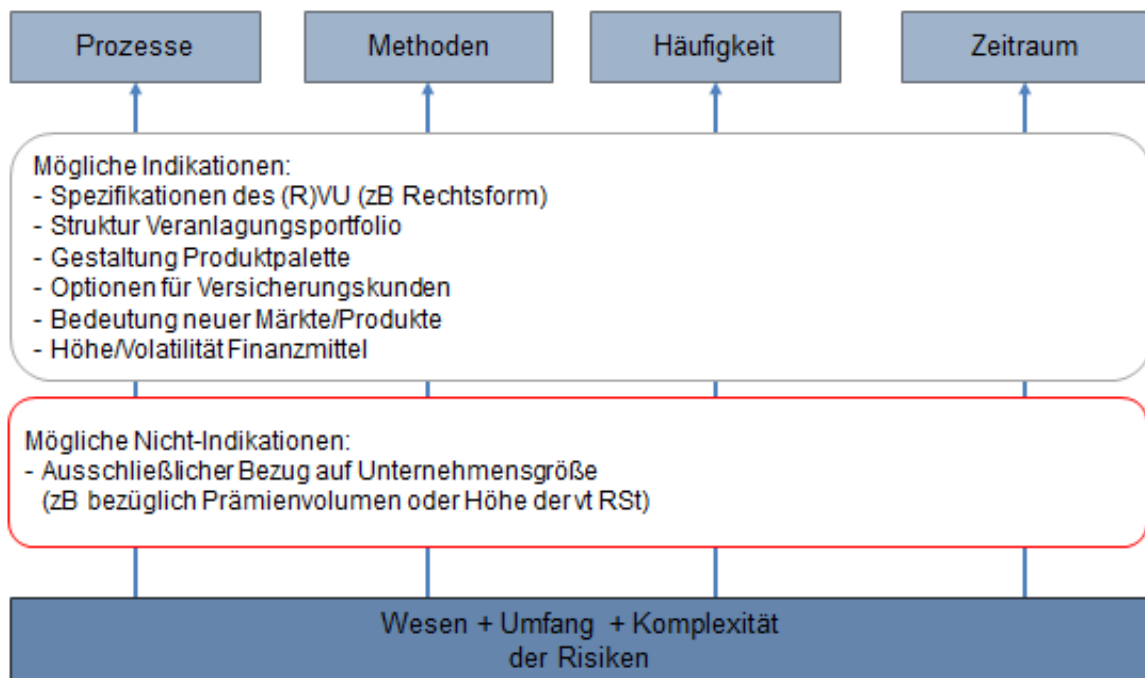 Prozesse
Methoden
Häufigkeit
Zeitraum
Mögliche Indikationen:
- Spezifikationen des (R)VU (zB Rechtsform)
- Struktur Veranlagungsportfolio
- Gestaltung Produktpalette
- Optionen für Versicherungskunden
- Bedeutung neuer Märkte/Produkte
- Höhe/Volatilität Finanzmittel
Mögliche Nicht-Indikationen:
- Ausschließlicher Bezug auf Unternehmensgröße
(zB bezüglich Prämienvolumen oder Höhe der vt RSt)
Wesen + Umfang + Komplexität
der Risiken